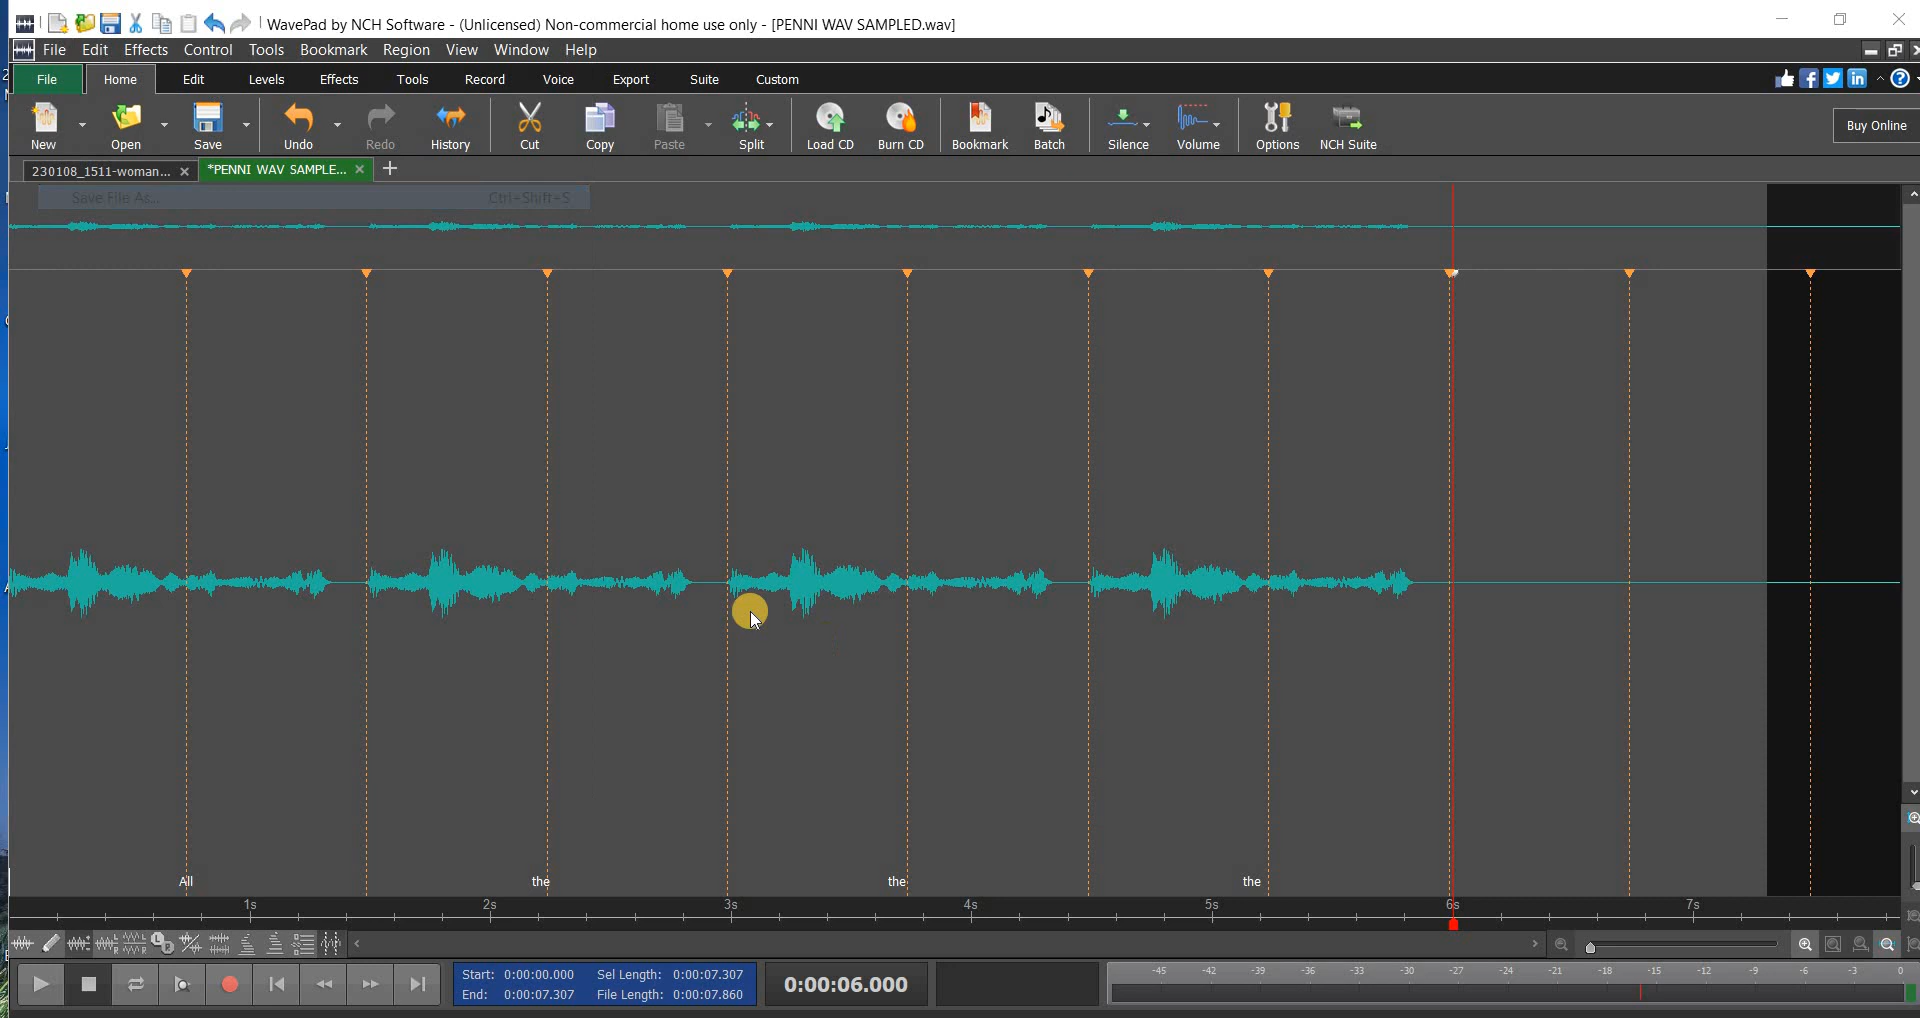 WavePad by NCH Software - (Unlicensed) Non-commercial home use only - [PENNI WAV SAMPLED.wav]
File Edit Effects Control Tools Bookmark Region View Window Help
File Home Edit Levels Effects Tools Record Voice Export Suite Custom
New Open Save Undo Redo History Cut Copy Paste Split Load CD Burn CD Bookmark Batch Silence Volume Options NCH Suite Buy Online
230108_1511-woman... *PENNI WAV SAMPLE...
Save File As... Ctrl+Shift+S
All the the the
1s 2s 3s 4s 5s 6s 7s
Start: 0:00:00.000 Sel Length: 0:00:07.307
End: 0:00:07.307 File Length: 0:00:07.860
0:00:06.000
-45 -42 -39 -36 -33 -30 -27 -24 -21 -18 -15 -12 -9 -6 -3 0